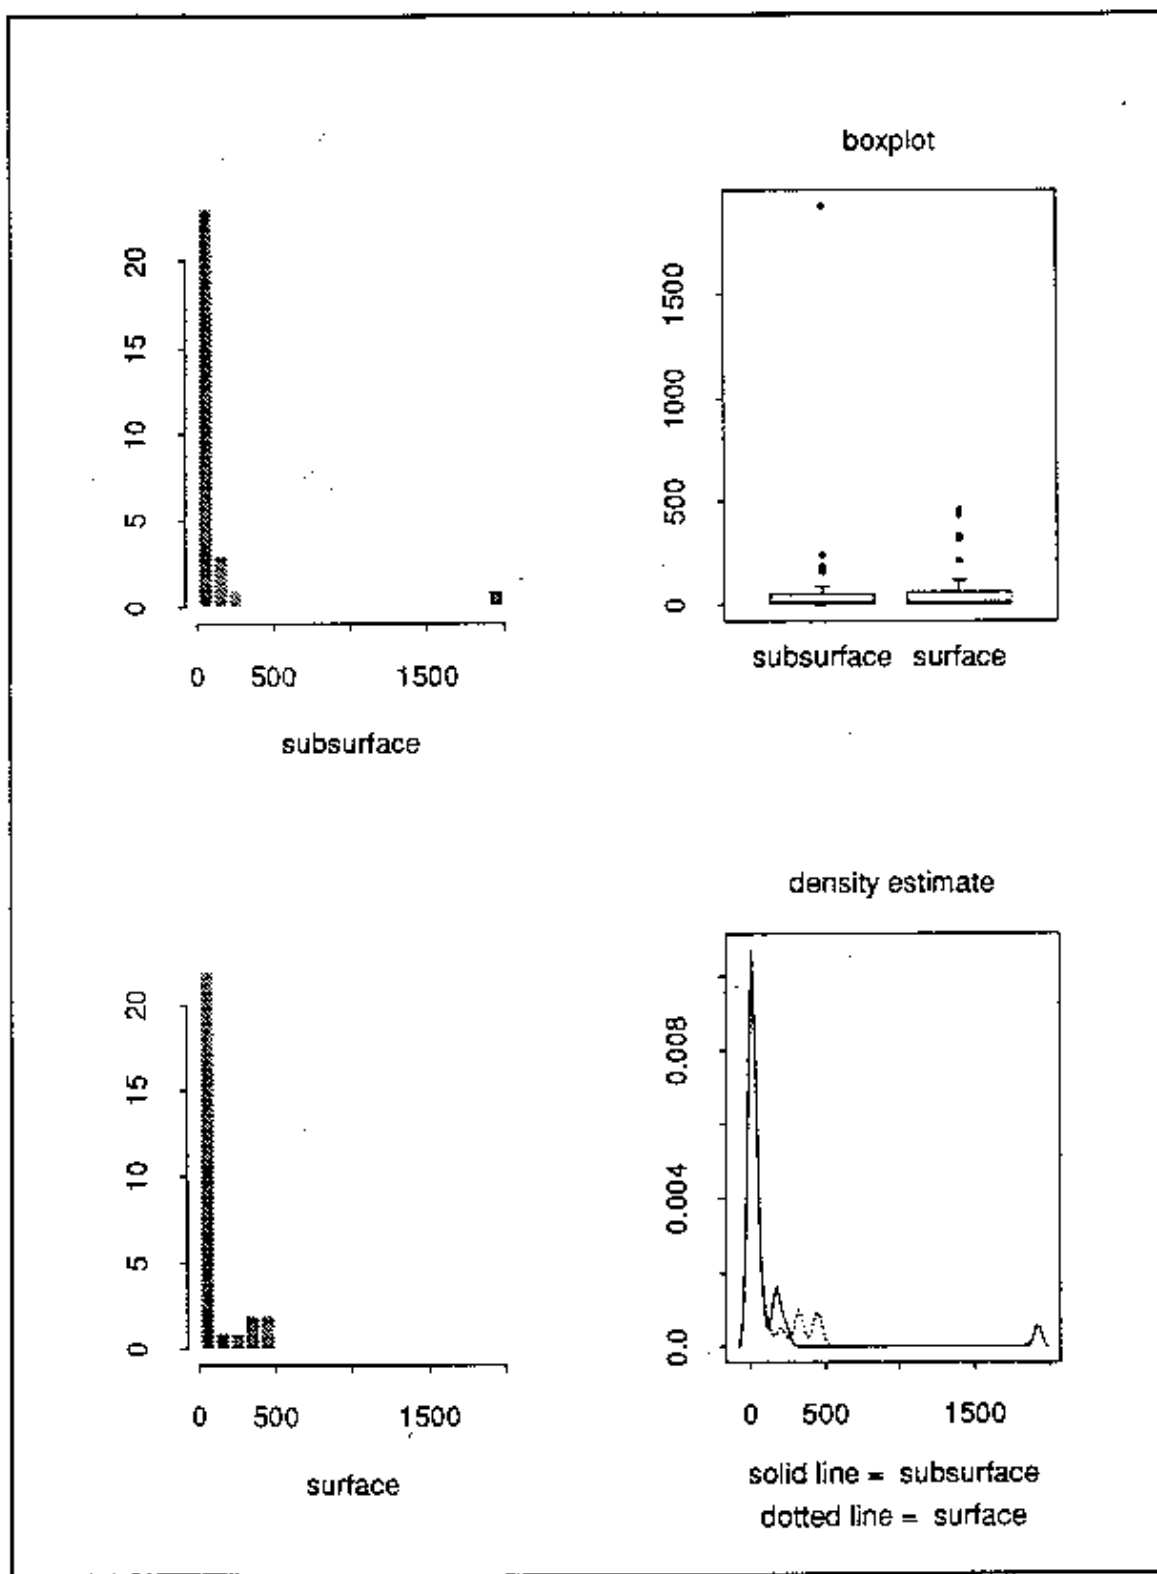 20
15
10
5
0
0 500 1500
subsurface
boxplot
1500
1000
500
0
subsurface surface
20
15
10
5
0
0 500 1500
surface
density estimate
0.008
0.004
0.0
0 500 1500
solid line = subsurface
dotted line = surface